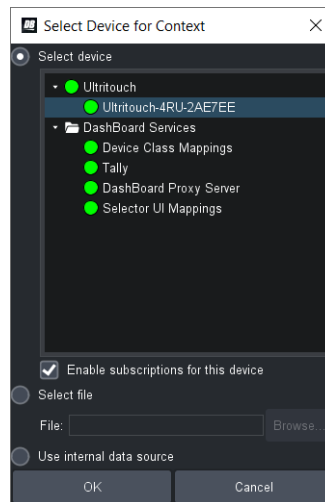 DB Select Device for Context
Select device
Ultritouch
Ultritouch-4RU-2AE7EE
DashBoard Services
Device Class Mappings
Tally
DashBoard Proxy Server
Selector UI Mappings
Enable subscriptions for this device
Select file
File: Browse...
Use internal data source
OK Cancel